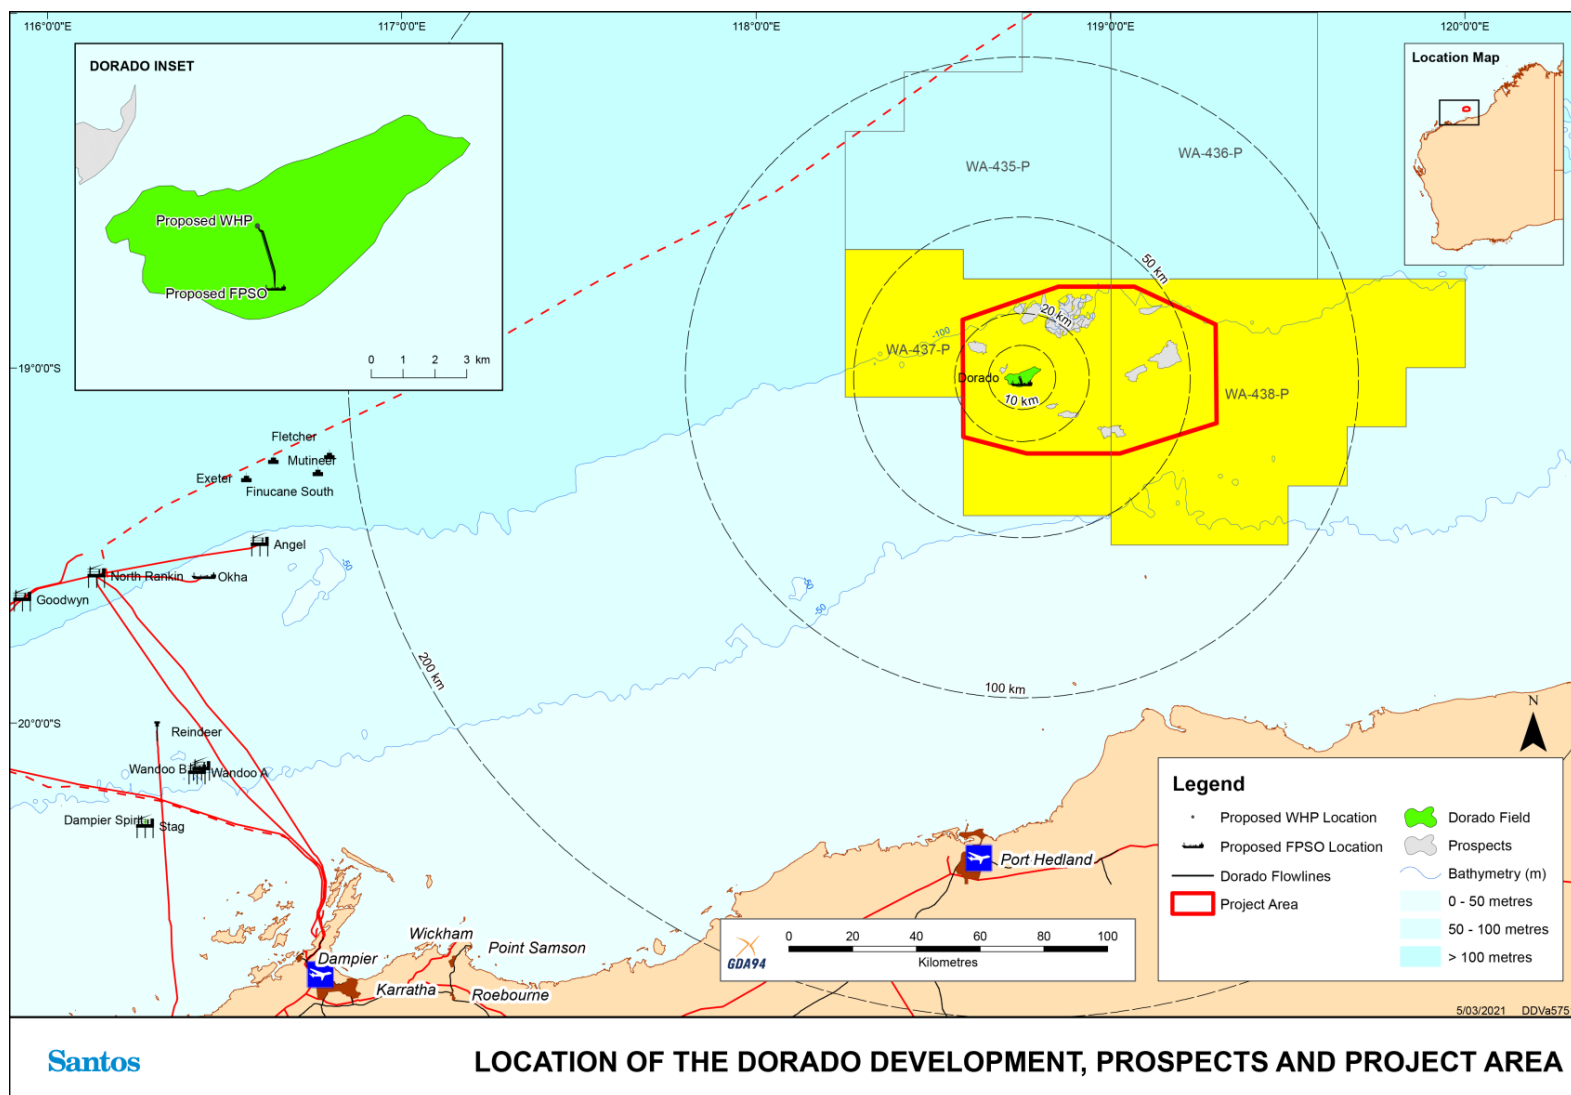 116°0'0"E
117°0'0"E
118°0'0"E
119°0'0"E
120°0'0"E
DORADO INSET
Proposed WHP
Proposed FPSO
0 1 2 3 km
Location Map
WA-435-P
WA-436-P
50 km
20 km
-100
WA-437-P
19°0'0"S
Dorado
10 km
WA-438-P
Fletcher
Mutineer
Exeter
Finucane South
Angel
-50
North Rankin
Okha
Goodwyn
-50
-50
200 km
100 km
20°0'0"S
Reindeer
Wandoo B
Wandoo A
Dampier Spirit
Stag
N
Port Hedland
Wickham
Point Samson
Dampier
Karratha
Roebourne
GDA94
0 20 40 60 80 100
Kilometres
Legend
Proposed WHP Location
Proposed FPSO Location
Dorado Flowlines
Project Area
Dorado Field
Prospects
Bathymetry (m)
0 - 50 metres
50 - 100 metres
> 100 metres
5/03/2021 DDVa575
Santos
LOCATION OF THE DORADO DEVELOPMENT, PROSPECTS AND PROJECT AREA